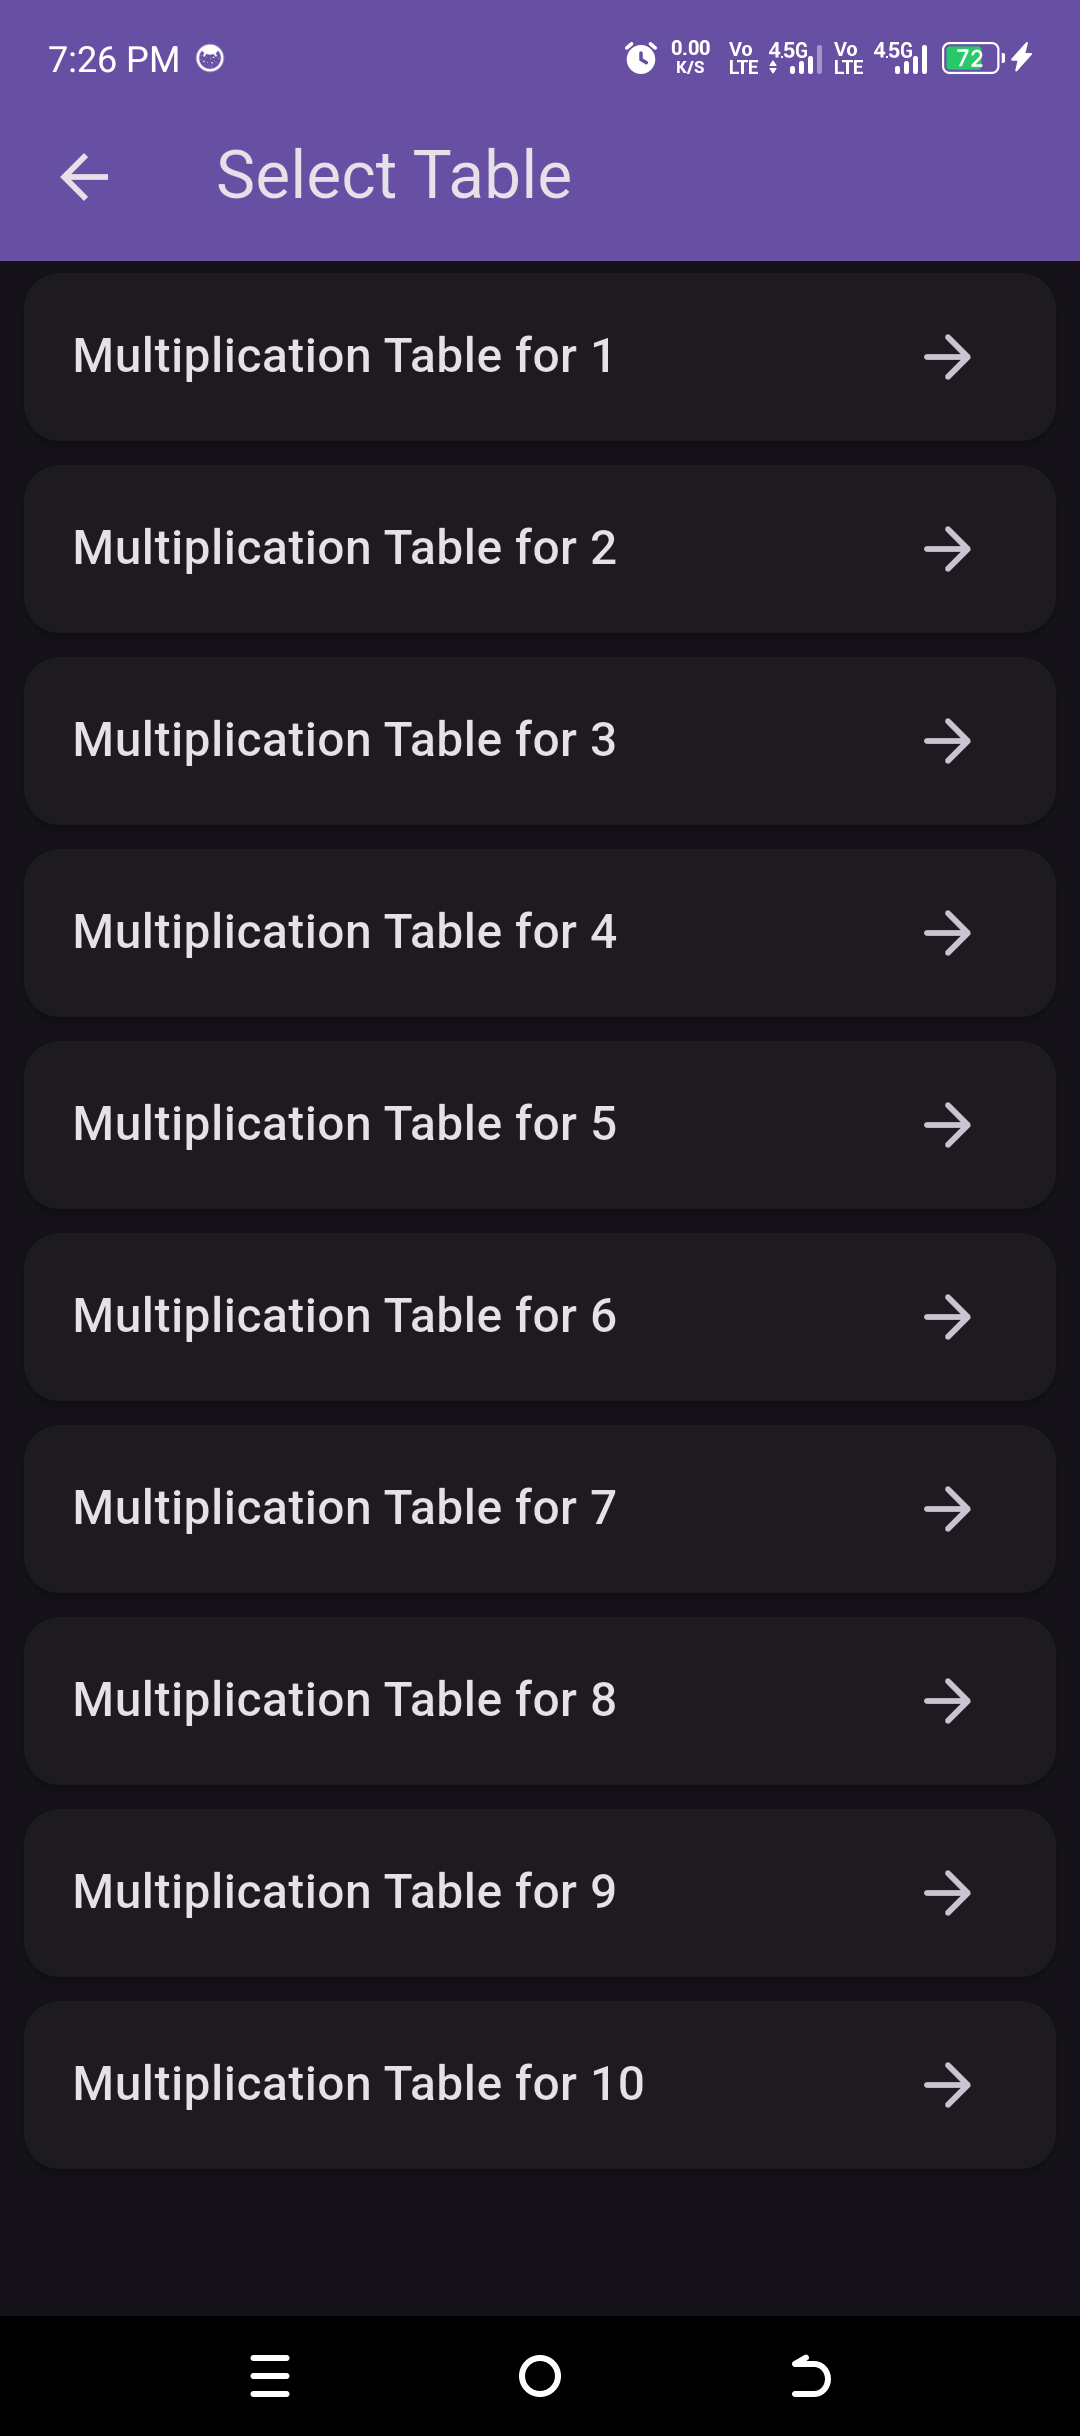 7:26 PM 0.00 K/S Vo LTE 4.5G Vo LTE 4.5G 72
Select Table
Multiplication Table for 1
Multiplication Table for 2
Multiplication Table for 3
Multiplication Table for 4
Multiplication Table for 5
Multiplication Table for 6
Multiplication Table for 7
Multiplication Table for 8
Multiplication Table for 9
Multiplication Table for 10